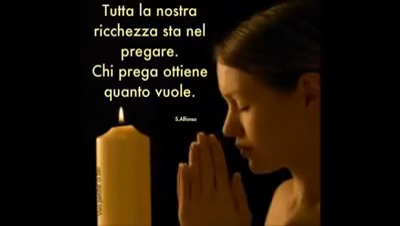 Tutta la nostra
ricchezza sta nel
pregare.
Chi prega ottiene
quanto vuole.
S.Alfonso